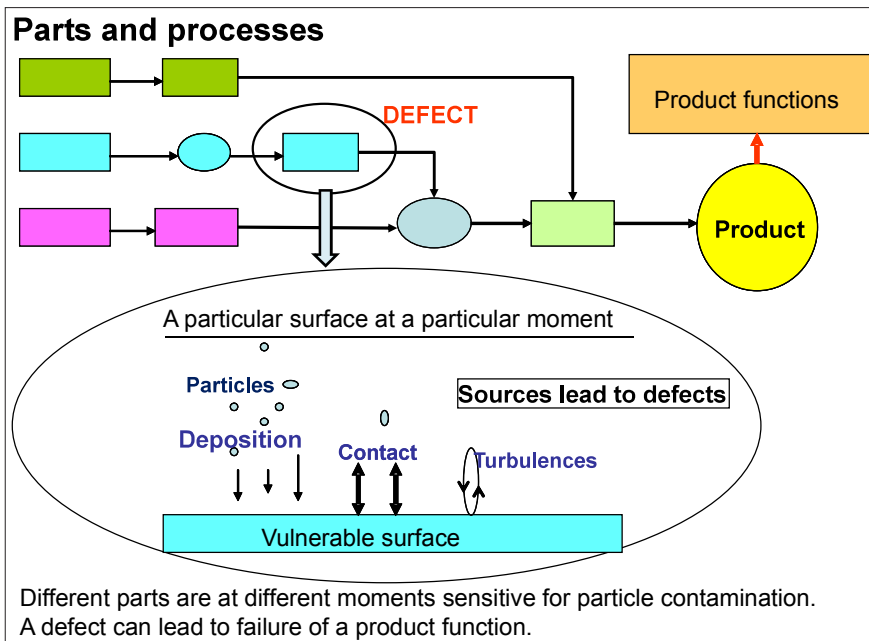 Parts and processes
DEFECT
Product functions
Product
A particular surface at a particular moment
Particles
Sources lead to defects
Deposition
Contact
Turbulences
Vulnerable surface
Different parts are at different moments sensitive for particle contamination.
A defect can lead to failure of a product function.